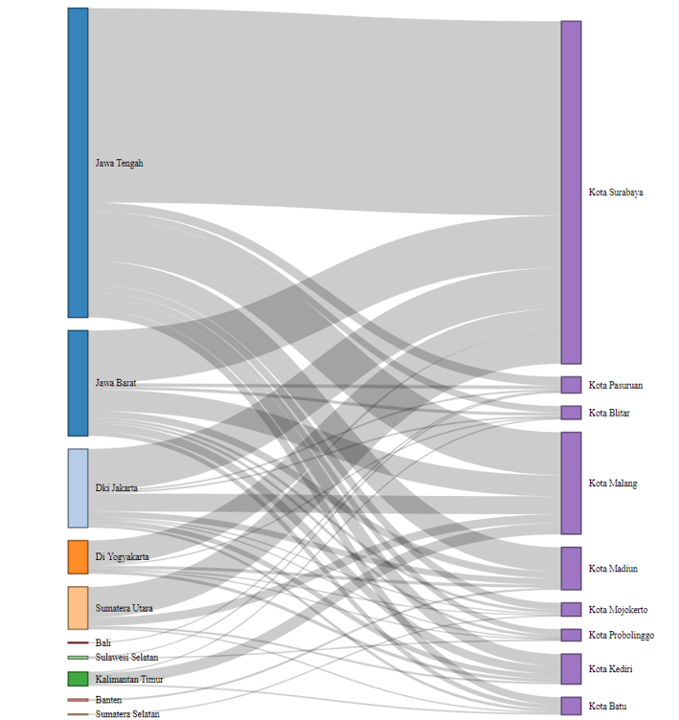 Jawa Tengah
Jawa Barat
Dki Jakarta
Di Yogyakarta
Sumatera Utara
Bali
Sulawesi Selatan
Kalimantan Timur
Banten
Sumatera Selatan
Kota Surabaya
Kota Pasuruan
Kota Blitar
Kota Malang
Kota Madiun
Kota Mojokerto
Kota Probolinggo
Kota Kediri
Kota Batu